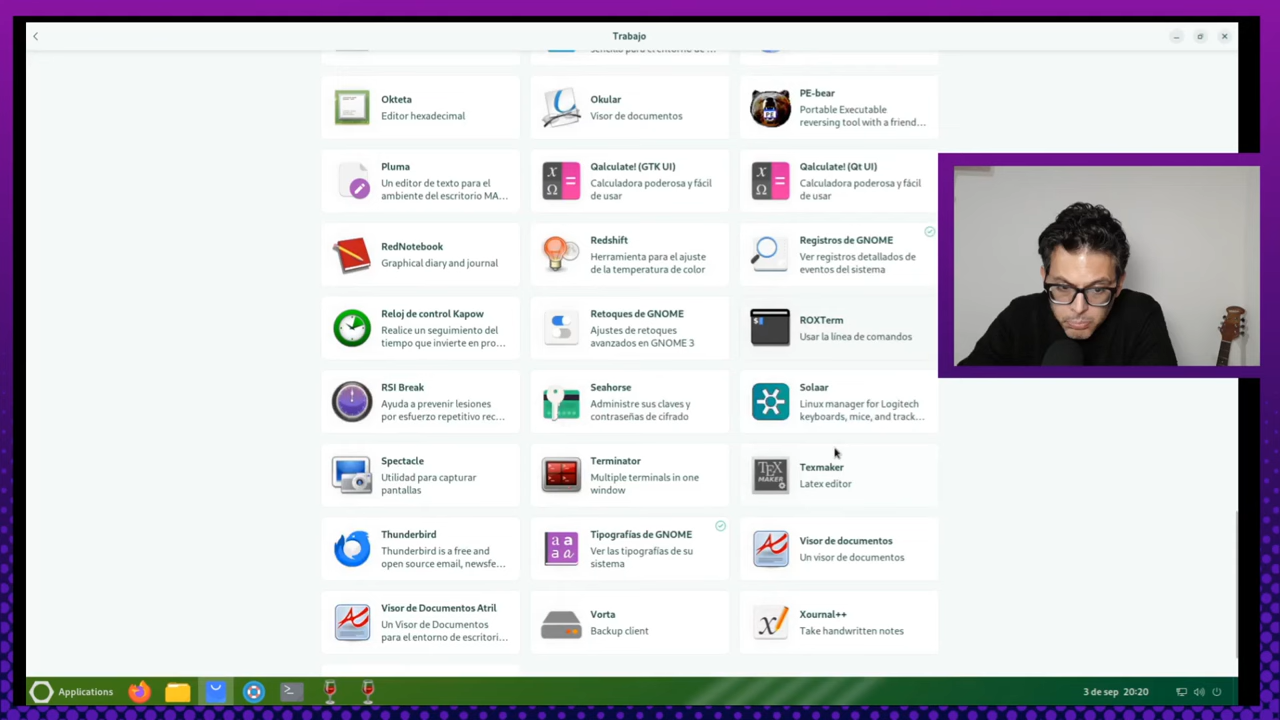 Trabajo
sencillo para el entorno de ...
Okteta
Editor hexadecimal
Okular
Visor de documentos
PE-bear
Portable Executable
reversing tool with a friend...
Pluma
Un editor de texto para el
ambiente del escritorio MA...
Qalculate! (GTK UI)
Calculadora poderosa y fácil
de usar
Qalculate! (Qt UI)
Calculadora poderosa y fácil
de usar
RedNotebook
Graphical diary and journal
Redshift
Herramienta para el ajuste
de la temperatura de color
Registros de GNOME
Ver registros detallados de
eventos del sistema
Reloj de control Kapow
Realice un seguimiento del
tiempo que invierte en pro...
Retoques de GNOME
Ajustes de retoques
avanzados en GNOME 3
ROXTerm
Usar la línea de comandos
RSI Break
Ayuda a prevenir lesiones
por esfuerzo repetitivo rec...
Seahorse
Administre sus claves y
contraseñas de cifrado
Solaar
Linux manager for Logitech
keyboards, mice, and track...
Spectacle
Utilidad para capturar
pantallas
Terminator
Multiple terminals in one
window
TEX
MAKER
Texmaker
Latex editor
Thunderbird
Thunderbird is a free and
open source email, newsfe...
a a
a a
Tipografías de GNOME
Ver las tipografías de su
sistema
Visor de documentos
Un visor de documentos
Visor de Documentos Atril
Un Visor de Documentos
para el entorno de escritori...
Vorta
Backup client
Xournal++
Take handwritten notes
Applications
3 de sep 20:20